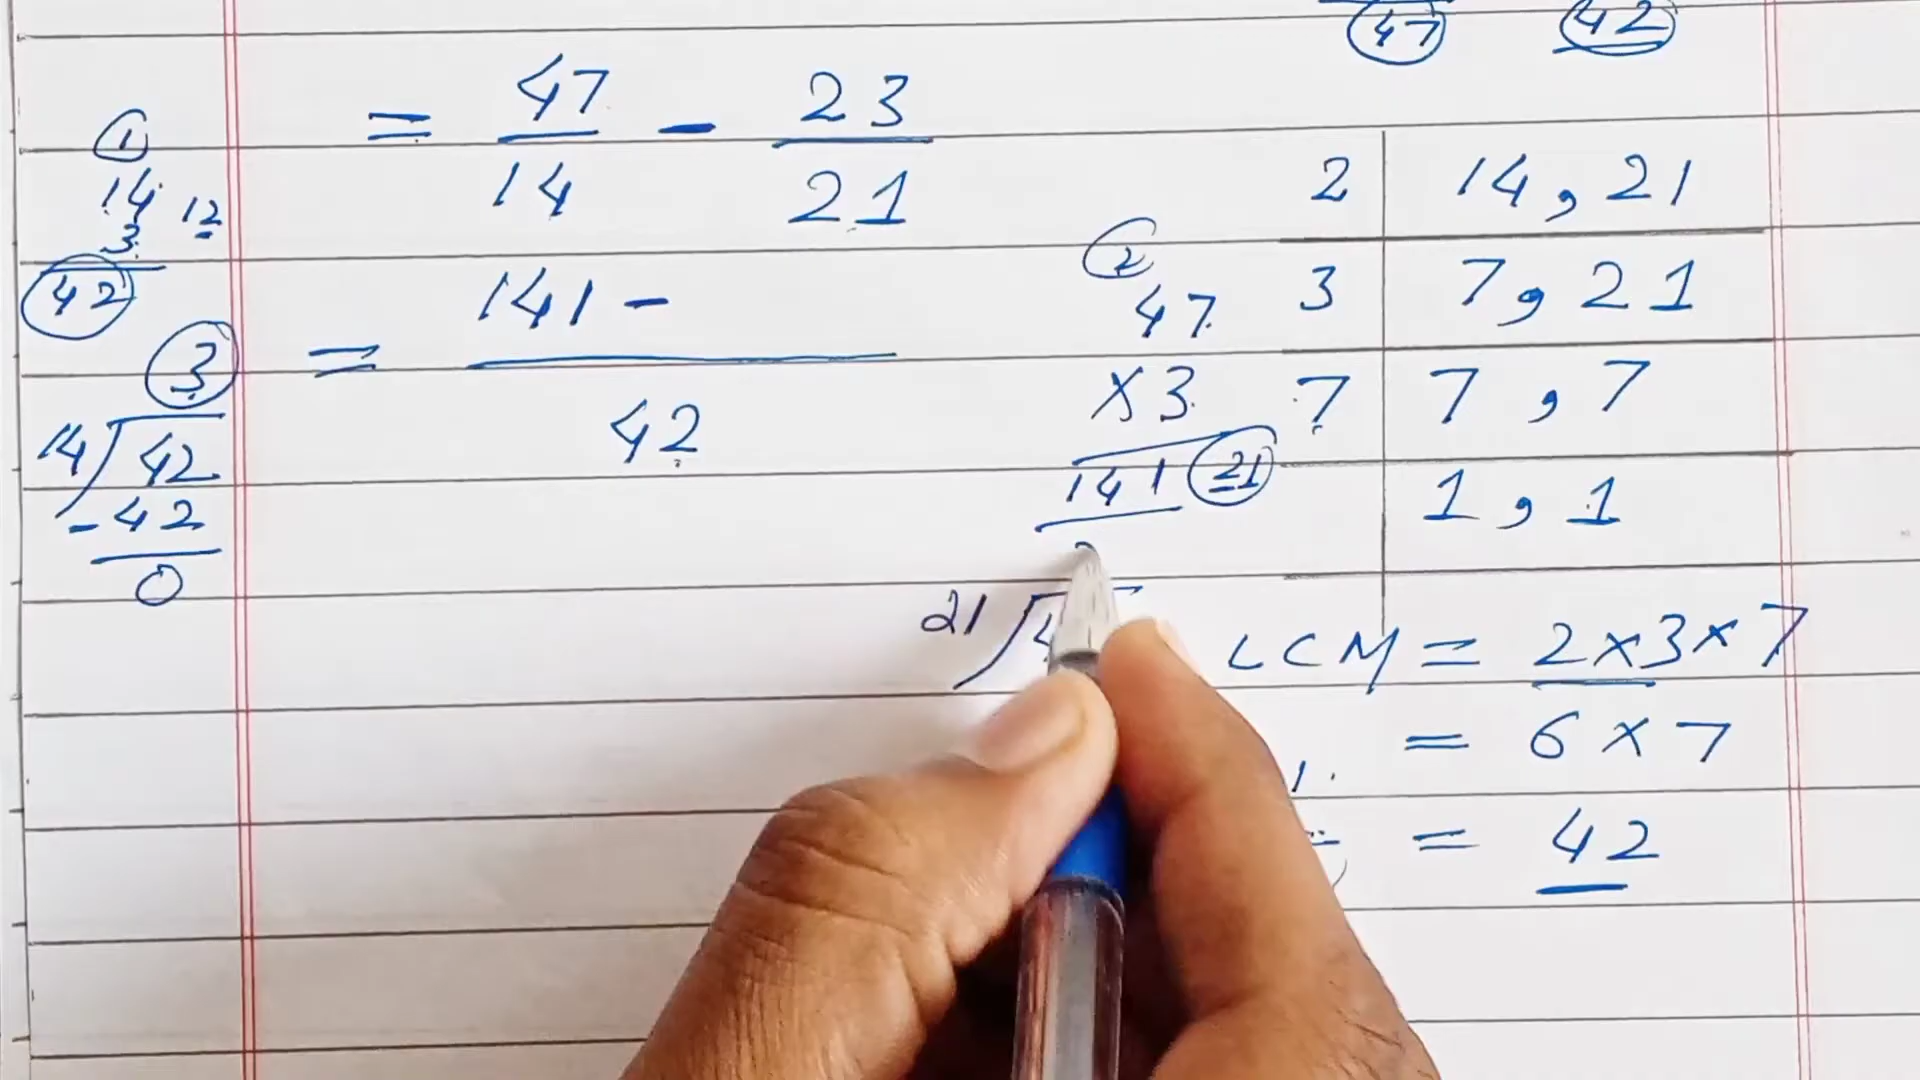 47 42
= 47/14 - 23/21
1
14 12
3
42
= 141 - / 42
3
14 ) 42
- 42
0
2 | 14 , 21
3 | 7 , 21
7 | 7 , 7
1 , 1
2
47
×3
141 21
21 )
LCM = 2×3×7
= 6×7
= 42